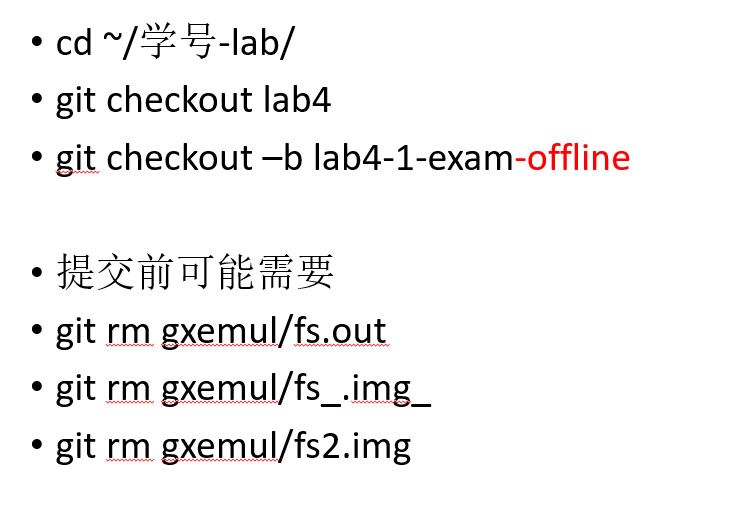 • cd ~/学号-lab/
• git checkout lab4
• git checkout –b lab4-1-exam-offline
• 提交前可能需要
• git rm gxemul/fs.out
• git rm gxemul/fs_.img_
• git rm gxemul/fs2.img